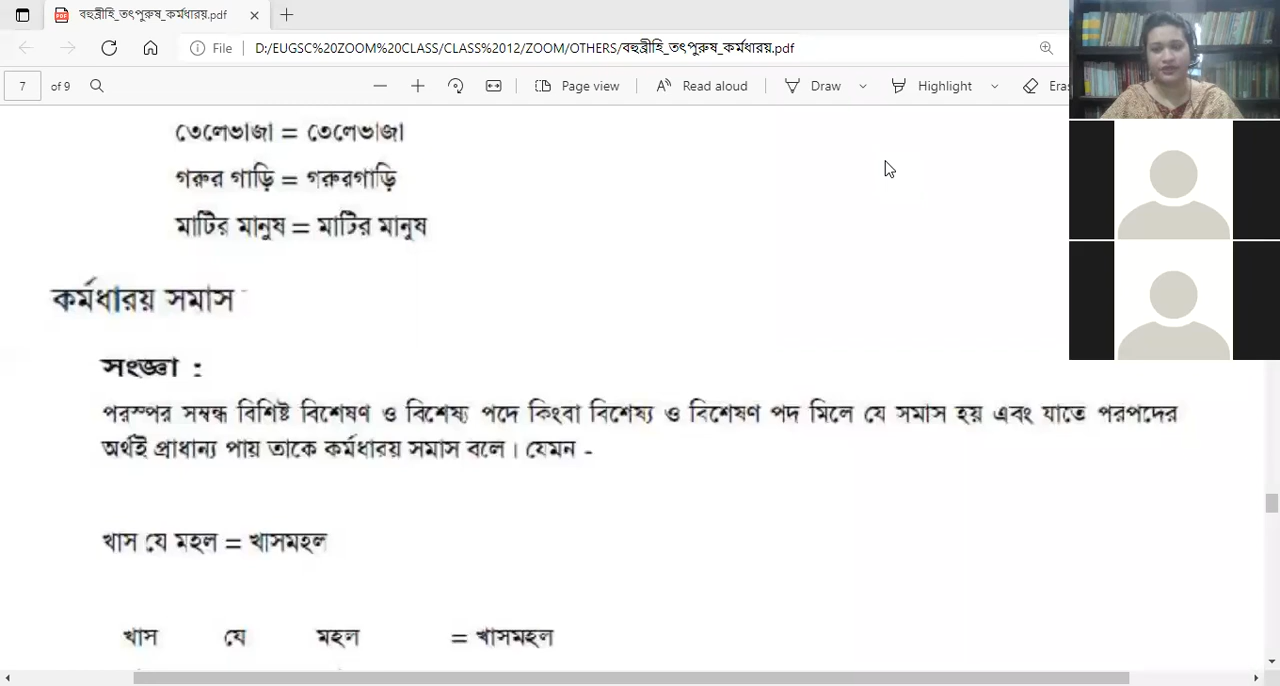 বহুব্রীহি_তৎপুরুষ_কর্মধারয়.pdf
File D:/EUGSC%20ZOOM%20CLASS/CLASS%2012/ZOOM/OTHERS/বহুব্রীহি_তৎপুরুষ_কর্মধারয়.pdf
7 of 9 Page view Read aloud Draw Highlight Eras
তেলেভাজা = তেলেভাজা
গরুর গাড়ি = গরুরগাড়ি
মাটির মানুষ = মাটির মানুষ
কর্মধারয় সমাস
সংজ্ঞা :
পরস্পর সম্বন্ধ বিশিষ্ট বিশেষণ ও বিশেষ্য পদে কিংবা বিশেষ্য ও বিশেষণ পদ মিলে যে সমাস হয় এবং যাতে পরপদের
অর্থই প্রাধান্য পায় তাকে কর্মধারয় সমাস বলে। যেমন -
খাস যে মহল = খাসমহল
খাস যে মহল = খাসমহল